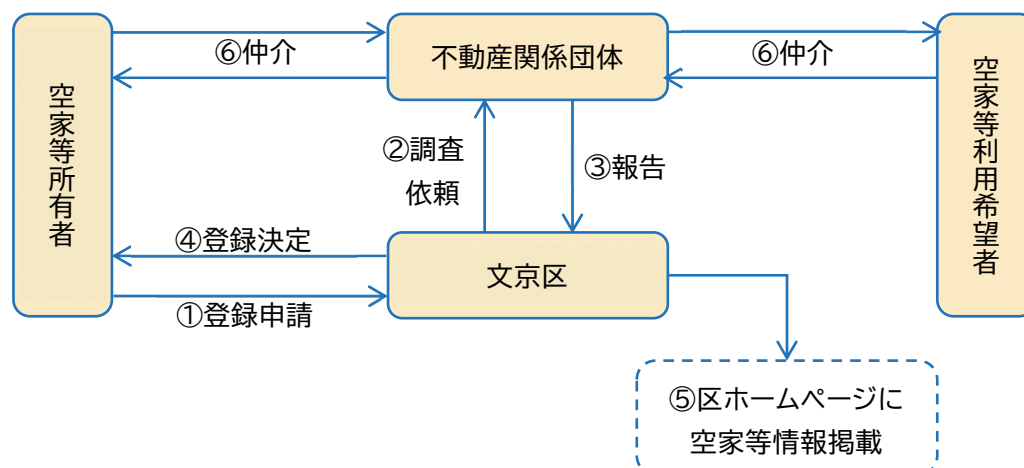 空家等所有者
⑥仲介
不動産関係団体
⑥仲介
空家等利用希望者
②調査
依頼
③報告
④登録決定
①登録申請
文京区
⑤区ホームページに
空家等情報掲載